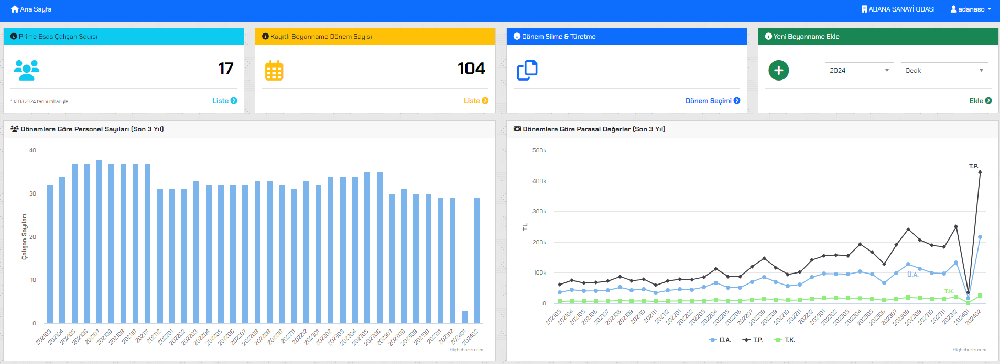 Ana Sayfa
ADANA SANAYİ ODASI
adanaso
Prime Esas Çalışan Sayısı
17
* 12.03.2024 tarihi itibariyle
Liste
Kayıtlı Beyanname Dönem Sayısı
104
Liste
Dönem Silme & Türetme
Dönem Seçimi
Yeni Beyanname Ekle
2024
Ocak
Ekle
Dönemlere Göre Personel Sayıları (Son 3 Yıl)
Çalışan Sayıları
40
30
20
10
0
202103
202104
202105
202106
202107
202108
202109
202110
202111
202112
202201
202202
202203
202204
202205
202206
202207
202208
202209
202210
202211
202212
202301
202302
202303
202304
202305
202306
202307
202308
202309
202310
202311
202312
202401
202402
Highcharts.com
Dönemlere Göre Parasal Değerler (Son 3 Yıl)
TL
500k
400k
300k
200k
100k
0
T.P.
Ü.A.
T.K.
202103
202104
202105
202106
202107
202108
202109
202110
202111
202112
202201
202202
202203
202204
202205
202206
202207
202208
202209
202210
202211
202212
202301
202302
202303
202304
202305
202306
202307
202308
202309
202310
202311
202312
202401
202402
Ü.A.
T.P.
T.K.
Highcharts.com